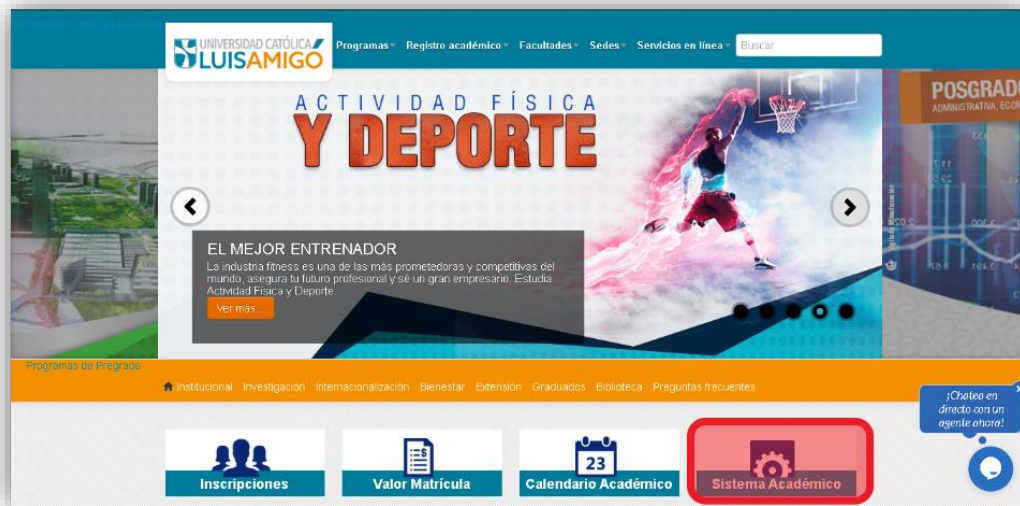 UNIVERSIDAD CATÓLICA
LUIS AMIGÓ
Programas Registro académico Facultades Sedes Servicios en línea Buscar
ACTIVIDAD FÍSICA
Y DEPORTE
POSGRADO
ADMINISTRATIVA, ECON
EL MEJOR ENTRENADOR
La industria fitness es una de las más prometedoras y competitivas del
mundo, asegura tu futuro profesional y sé un gran empresario. Estudia
Actividad Física y Deporte.
Ver más...
Programas de Pregrado
Institucional Investigación Internacionalización Bienestar Extensión Graduados Biblioteca Preguntas frecuentes
¡Chatea en
directo con un
agente ahora!
23
Inscripciones Valor Matrícula Calendario Académico Sistema Académico